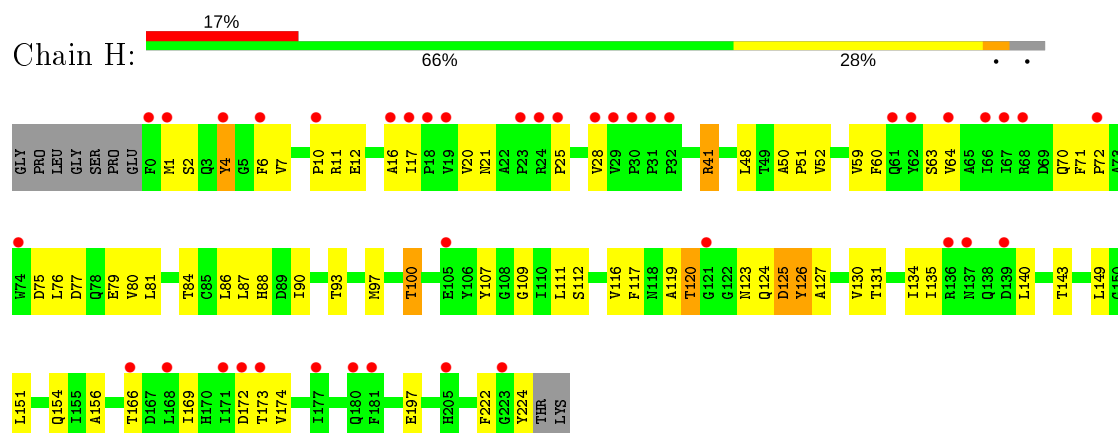 17%
Chain H:
66% 28% • •
GLY PRO LEU GLY SER PRO GLU F0 M1 S2 Q3 Y4 G5 F6 V7 P10 R11 E12 A16 I17 P18 V19 V20 N21 A22 P23 R24 P25 V28 V29 P30 P31 P32 R41 L48 T49 A50 P51 V52 V59 F60 Q61 Y62 S63 V64 A65 I66 I67 R68 D69 Q70 F71 P72 A73
W74 D75 L76 D77 Q78 E79 V80 L81 T84 C85 L86 L87 H88 D89 I90 T93 M97 T100 E105 Y106 Y107 G108 G109 I110 L111 S112 V116 F117 N118 A119 T120 G121 G122 N123 Q124 D125 Y126 A127 V130 T131 I134 I135 R136 N137 Q138 D139 L140 T143 L149 G150
L151 Q154 I155 A156 T166 D167 L168 I169 H170 I171 D172 T173 V174 I177 Q180 F181 H205 E197 F222 G223 Y224 THR LYS